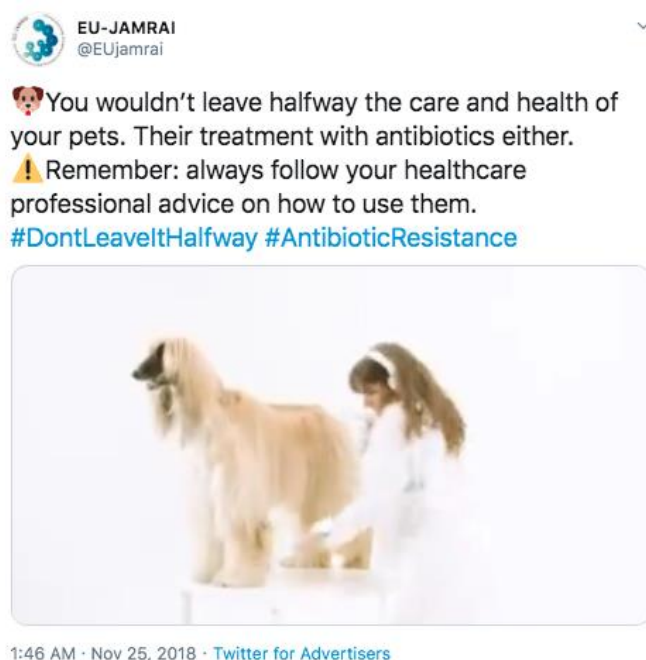 EU-JAMRAI
@EUjamrai
🐶You wouldn't leave halfway the care and health of
your pets. Their treatment with antibiotics either.
⚠️Remember: always follow your healthcare
professional advice on how to use them.
#DontLeaveItHalfway #AntibioticResistance
1:46 AM · Nov 25, 2018 · Twitter for Advertisers